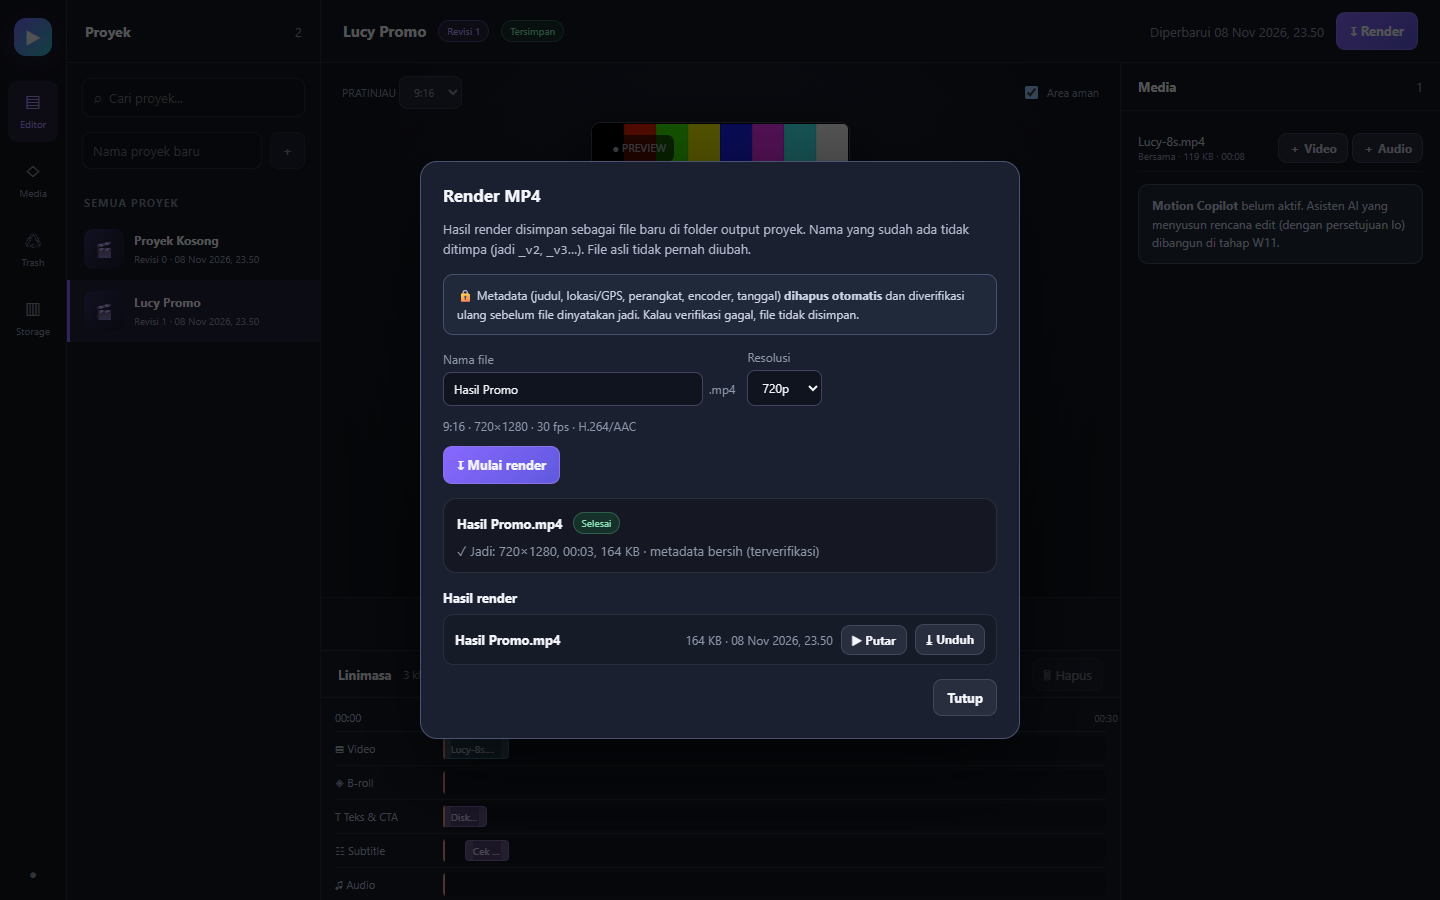 Proyek
2
Lucy Promo
Revisi 1
Tersimpan
Diperbarui 08 Nov 2026, 23.50
↧ Render
Editor
Media
Trash
Storage
Cari proyek...
Nama proyek baru
+
SEMUA PROYEK
Proyek Kosong
Revisi 0 · 08 Nov 2026, 23.50
Lucy Promo
Revisi 1 · 08 Nov 2026, 23.50
PRATINJAU
9:16
Area aman
● PREVIEW
Media
1
Lucy-8s.mp4
Bersama · 119 KB · 00:08
+ Video
+ Audio
Motion Copilot belum aktif. Asisten AI yang
menyusun rencana edit (dengan persetujuan lo)
dibangun di tahap W11.
Render MP4
Hasil render disimpan sebagai file baru di folder output proyek. Nama yang sudah ada tidak
ditimpa (jadi _v2, _v3…). File asli tidak pernah diubah.
🔒 Metadata (judul, lokasi/GPS, perangkat, encoder, tanggal) dihapus otomatis dan diverifikasi
ulang sebelum file dinyatakan jadi. Kalau verifikasi gagal, file tidak disimpan.
Nama file
Resolusi
Hasil Promo
.mp4
720p
9:16 · 720×1280 · 30 fps · H.264/AAC
↧ Mulai render
Hasil Promo.mp4
Selesai
✓ Jadi: 720×1280, 00:03, 164 KB · metadata bersih (terverifikasi)
Hasil render
Hasil Promo.mp4
164 KB · 08 Nov 2026, 23.50
▶ Putar
⤓ Unduh
Tutup
Linimasa
Hapus
00:00
00:30
Video
Lucy-8s....
B-roll
T Teks & CTA
Disk...
Subtitle
Cek ...
♫ Audio